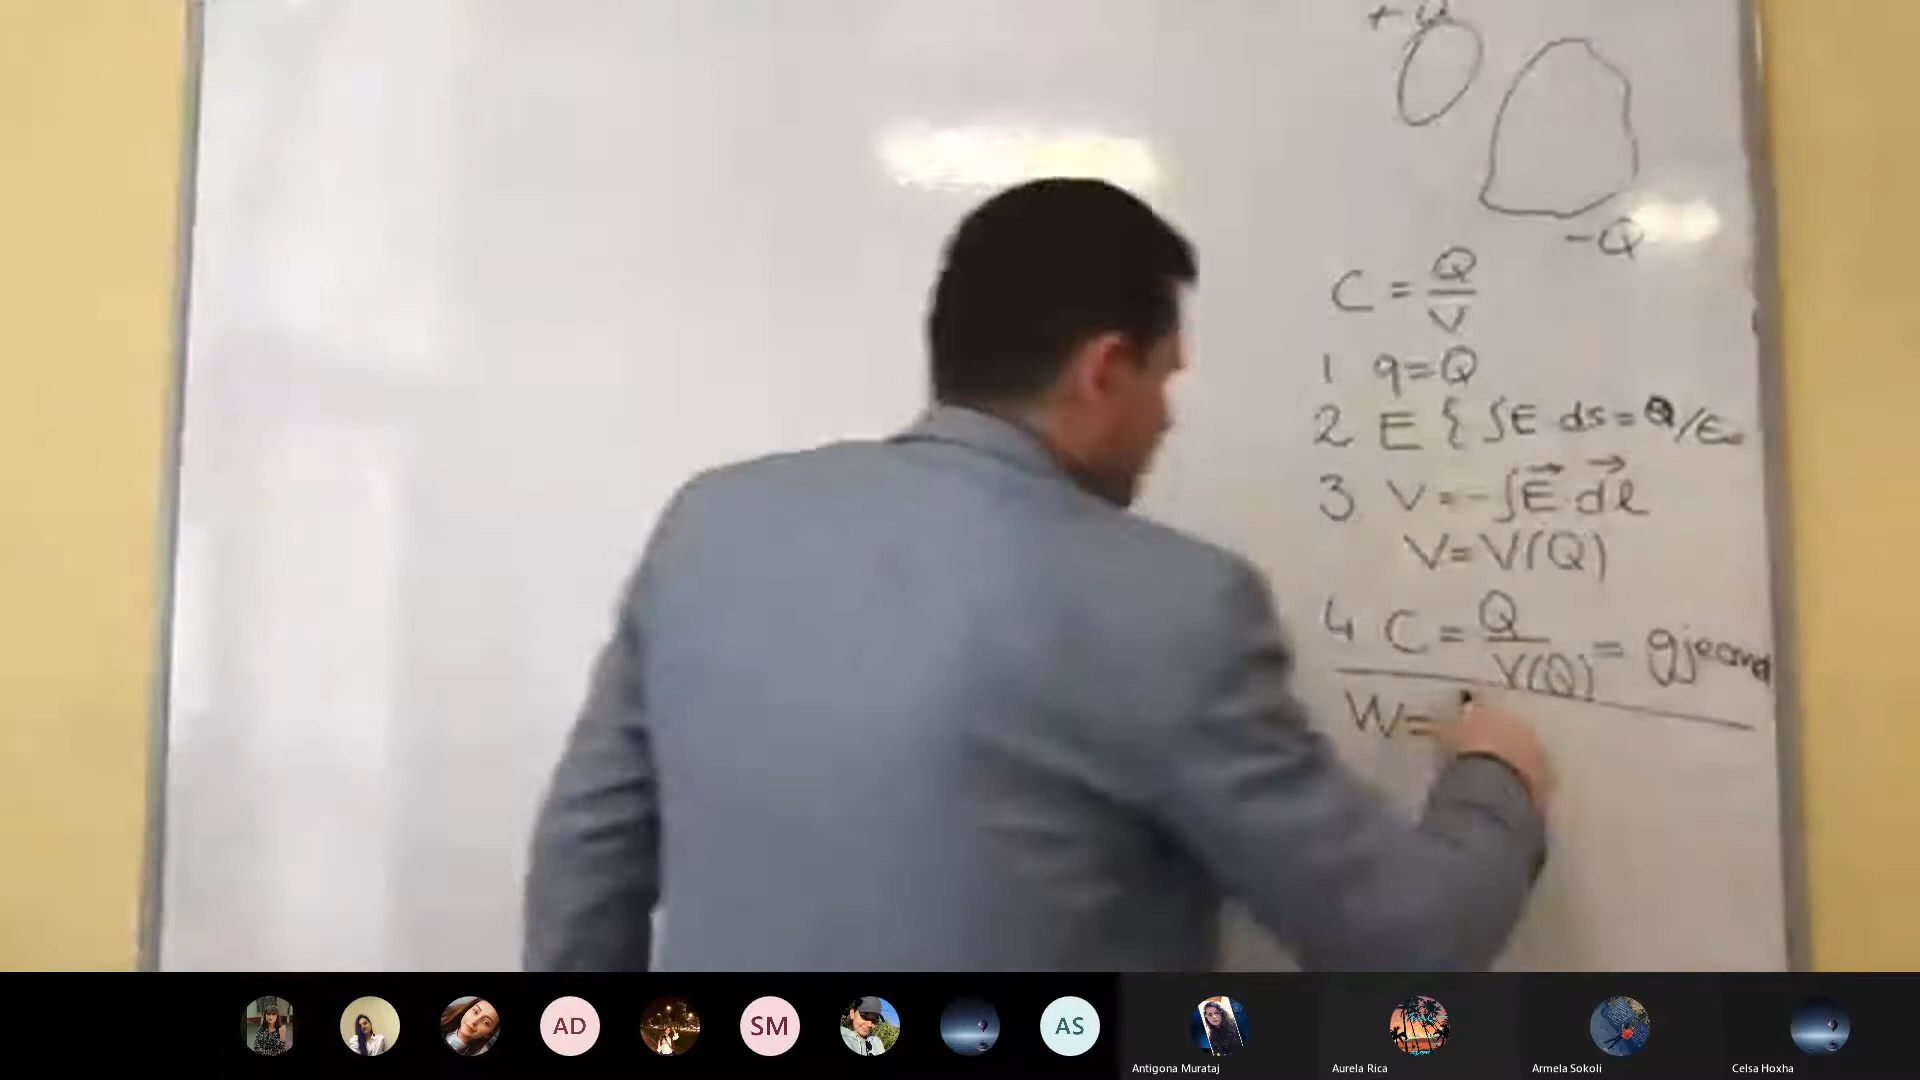 +Q
-Q
C = Q/V
1 q=Q
2 E { ∫E ds = Q/ε₀
3 V = -∫E⃗ · dl⃗
V=V(Q)
4 C = Q/V(Q) = gjeom
W=
AD
SM
AS
Antigona Murataj
Aurela Rica
Armela Sokoli
Celsa Hoxha